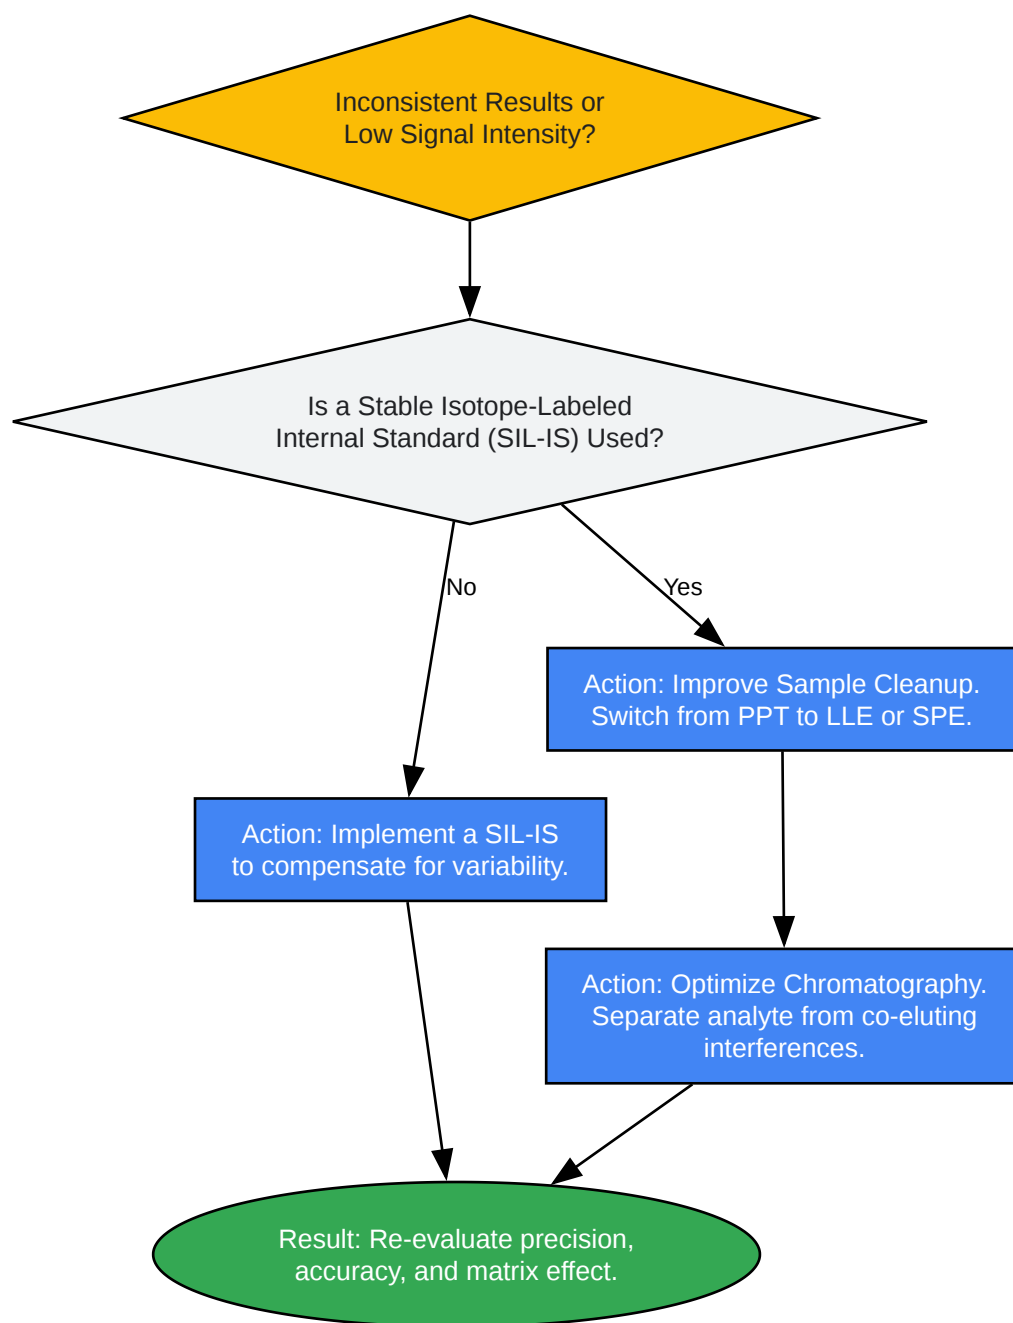 Inconsistent Results or
Low Signal Intensity?
Is a Stable Isotope-Labeled
Internal Standard (SIL-IS) Used?
No
Yes
Action: Improve Sample Cleanup.
Switch from PPT to LLE or SPE.
Action: Implement a SIL-IS
to compensate for variability.
Action: Optimize Chromatography.
Separate analyte from co-eluting
interferences.
Result: Re-evaluate precision,
accuracy, and matrix effect.